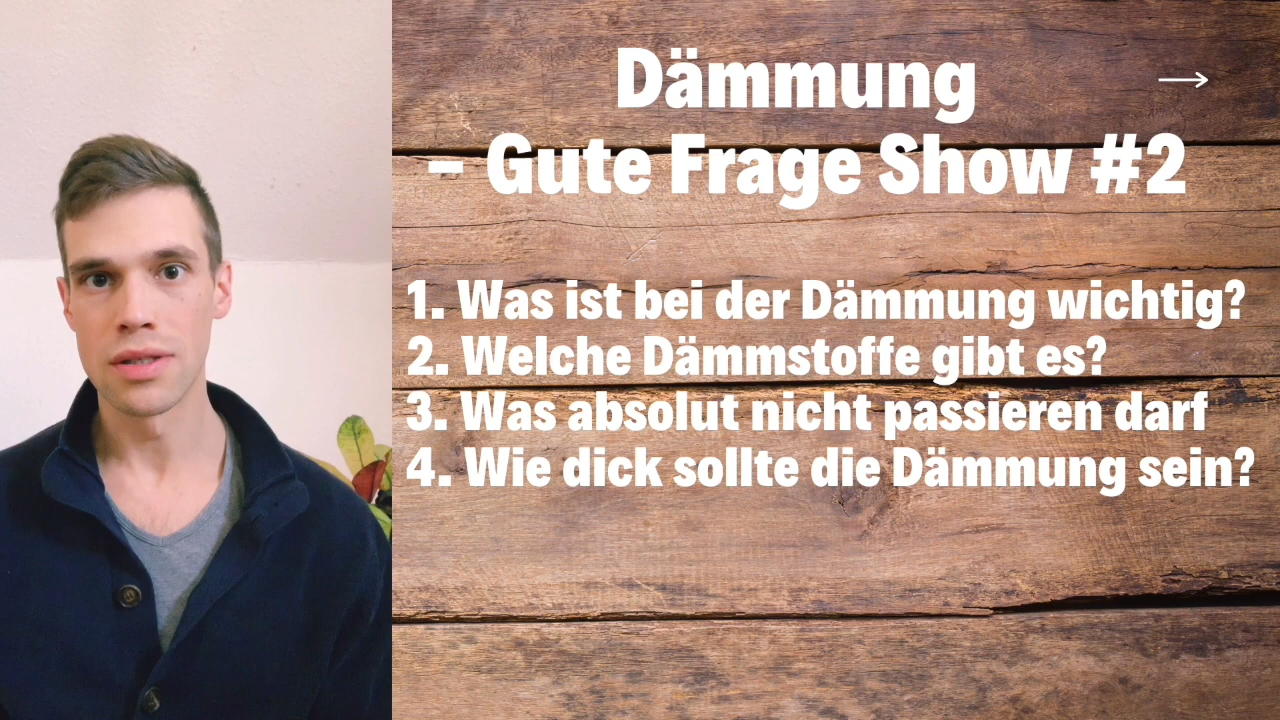 Dämmung
– Gute Frage Show #2
1. Was ist bei der Dämmung wichtig?
2. Welche Dämmstoffe gibt es?
3. Was absolut nicht passieren darf
4. Wie dick sollte die Dämmung sein?